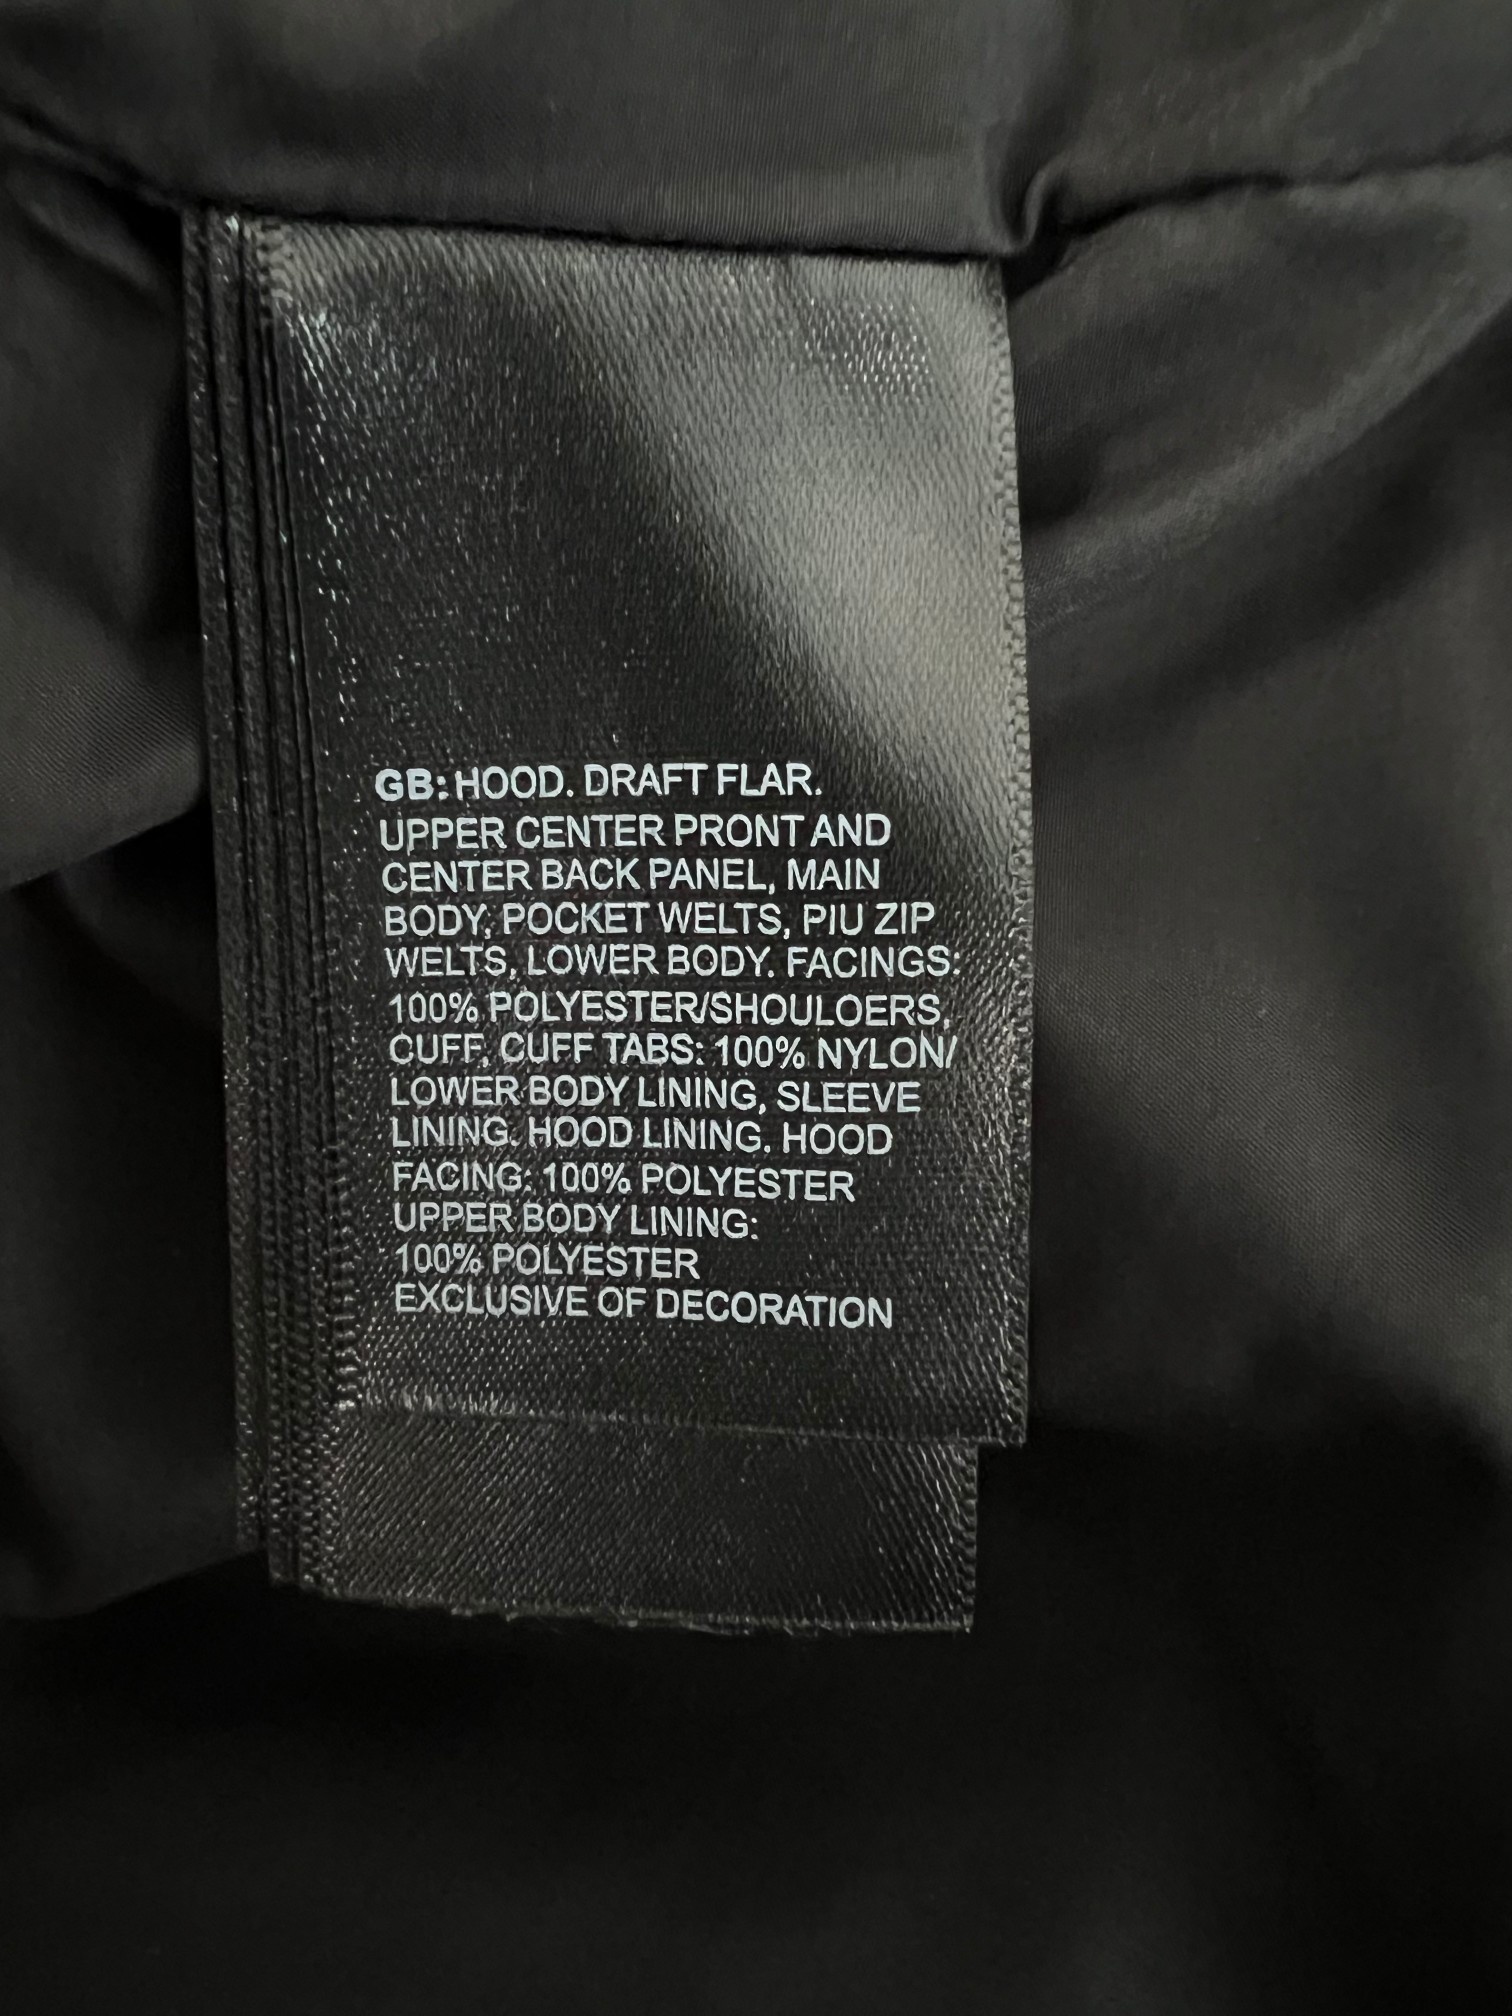 GB: HOOD. DRAFT FLAR.
UPPER CENTER PRONT AND
CENTER BACK PANEL, MAIN
BODY, POCKET WELTS, PIU ZIP
WELTS, LOWER BODY. FACINGS:
100% POLYESTER/SHOULOERS,
CUFF, CUFF TABS: 100% NYLON/
LOWER BODY LINING, SLEEVE
LINING. HOOD LINING. HOOD
FACING: 100% POLYESTER
UPPER BODY LINING:
100% POLYESTER
EXCLUSIVE OF DECORATION